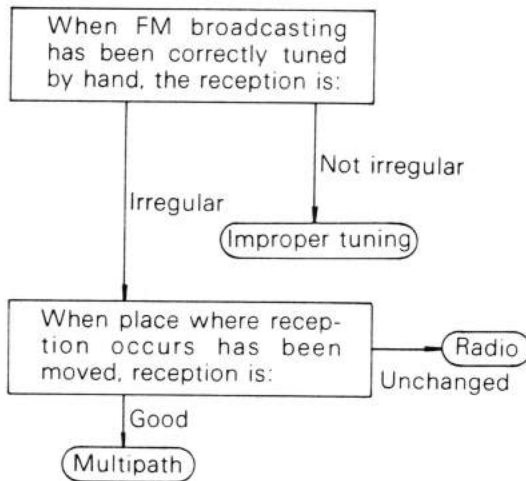 When FM broadcasting
has been correctly tuned
by hand, the reception is:
Not irregular
Irregular
Improper tuning
When place where recep-
tion occurs has been
moved, reception is:
Radio
Unchanged
Good
Multipath